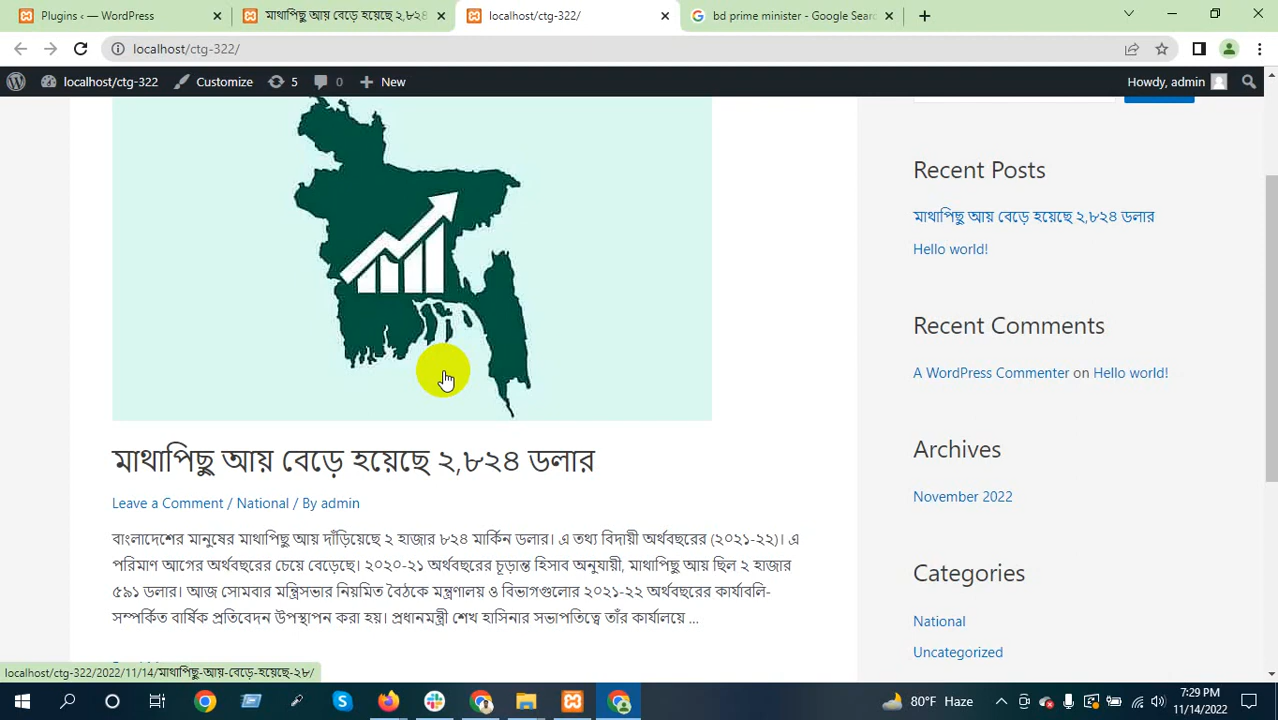 Plugins ‹ — WordPress
মাথাপিছু আয় বেড়ে হয়েছে ২,৮২৪
localhost/ctg-322/
bd prime minister - Google Sear
localhost/ctg-322/
localhost/ctg-322
Customize
5
0
New
Howdy, admin
মাথাপিছু আয় বেড়ে হয়েছে ২,৮২৪ ডলার
Leave a Comment / National / By admin
বাংলাদেশের মানুষের মাথাপিছু আয় দাঁড়িয়েছে ২ হাজার ৮২৪ মার্কিন ডলার। এ তথ্য বিদায়ী অর্থবছরের (২০২১-২২)। এ
পরিমাণ আগের অর্থবছরের চেয়ে বেড়েছে। ২০২০-২১ অর্থবছরের চূড়ান্ত হিসাব অনুযায়ী, মাথাপিছু আয় ছিল ২ হাজার
৫৯১ ডলার। আজ সোমবার মন্ত্রিসভার নিয়মিত বৈঠকে মন্ত্রণালয় ও বিভাগগুলোর ২০২১-২২ অর্থবছরের কার্যাবলি-
সম্পর্কিত বার্ষিক প্রতিবেদন উপস্থাপন করা হয়। প্রধানমন্ত্রী শেখ হাসিনার সভাপতিত্বে তাঁর কার্যালয়ে ...
Recent Posts
মাথাপিছু আয় বেড়ে হয়েছে ২,৮২৪ ডলার
Hello world!
Recent Comments
A WordPress Commenter on Hello world!
Archives
November 2022
Categories
National
Uncategorized
localhost/ctg-322/2022/11/14/মাথাপিছু-আয়-বেড়ে-হয়েছে-২৮/
80°F Haze
7:29 PM
11/14/2022